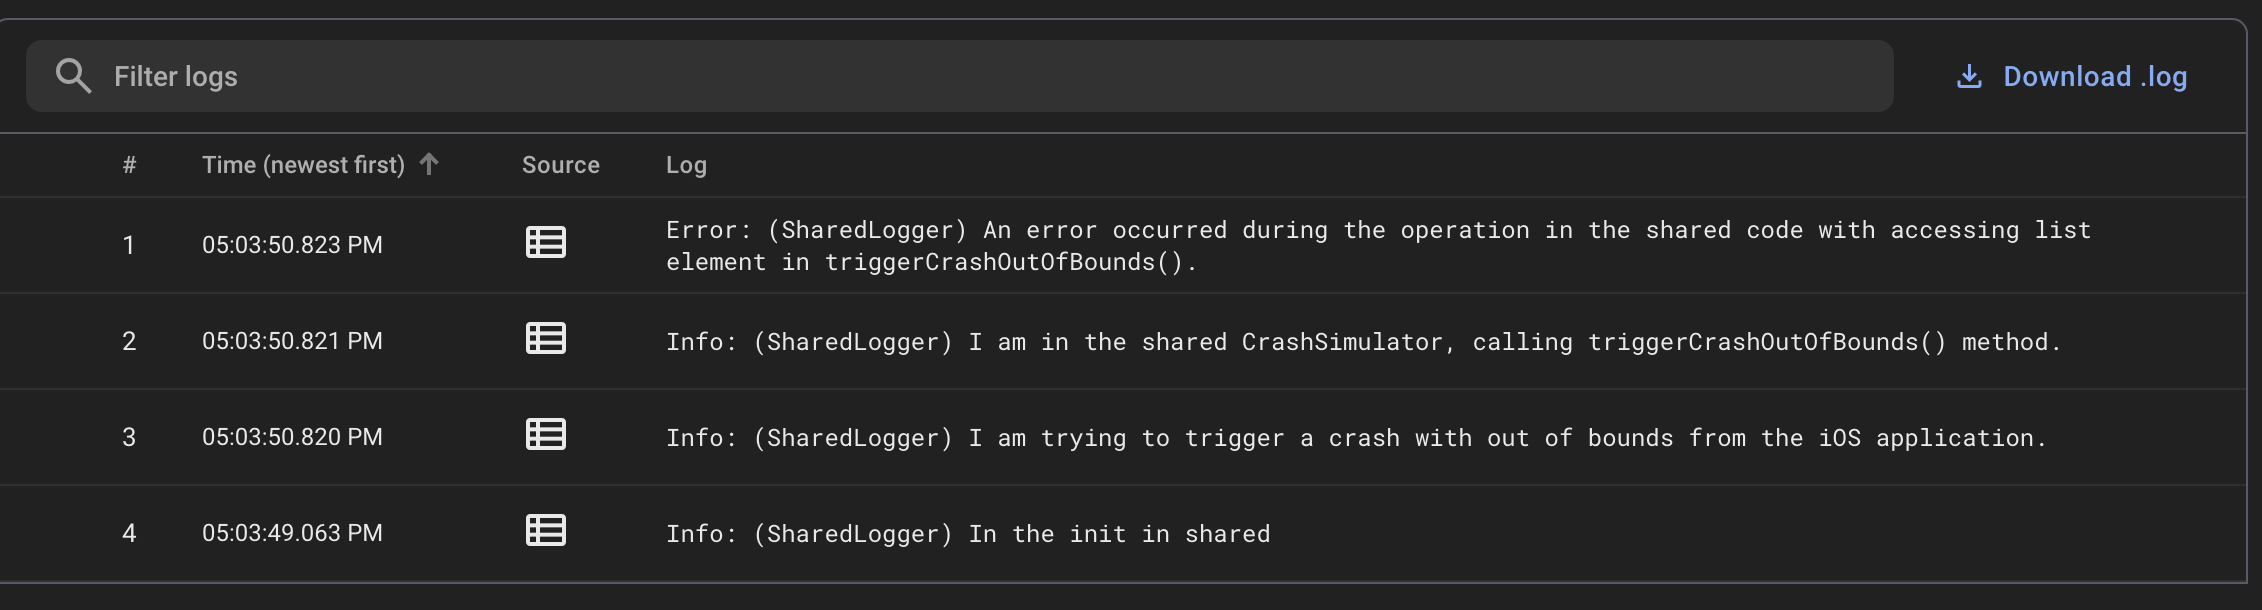 Filter logs
Download .log
# Time (newest first) Source Log
1 05:03:50.823 PM Error: (SharedLogger) An error occurred during the operation in the shared code with accessing list
element in triggerCrashOutOfBounds().
2 05:03:50.821 PM Info: (SharedLogger) I am in the shared CrashSimulator, calling triggerCrashOutOfBounds() method.
3 05:03:50.820 PM Info: (SharedLogger) I am trying to trigger a crash with out of bounds from the iOS application.
4 05:03:49.063 PM Info: (SharedLogger) In the init in shared